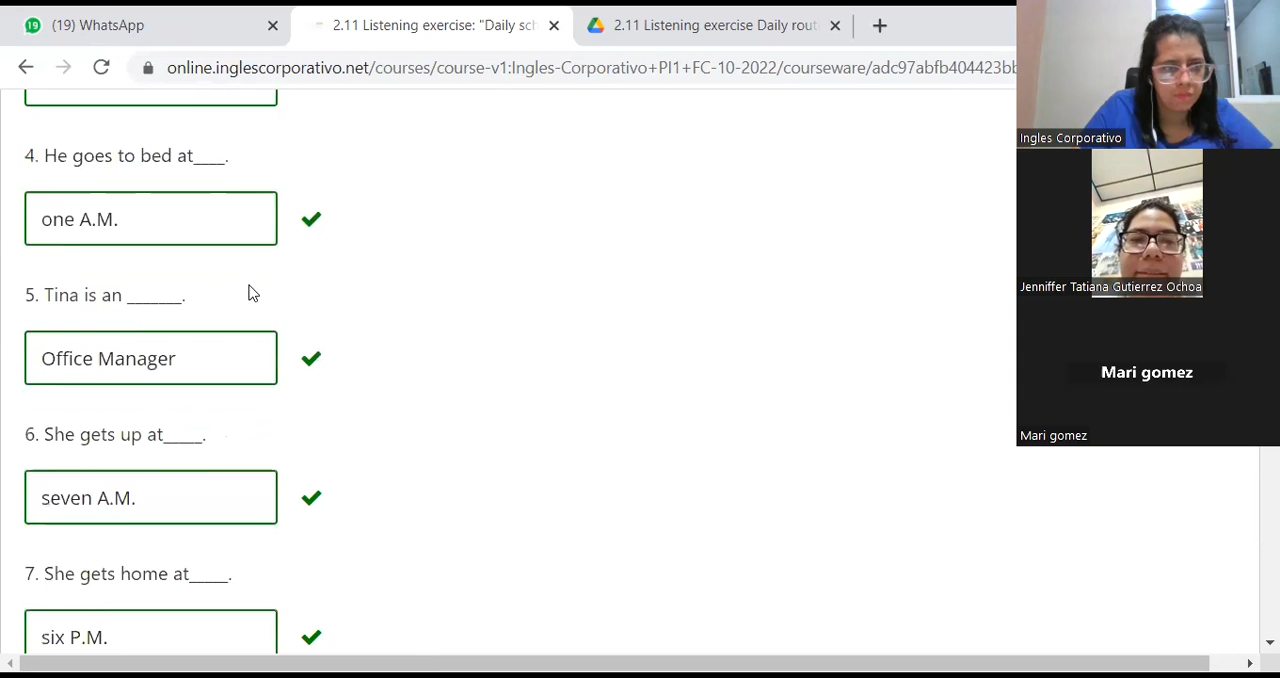 19 (19) WhatsApp
2.11 Listening exercise: "Daily sch
2.11 Listening exercise Daily rout
online.inglescorporativo.net/courses/course-v1:Ingles-Corporativo+PI1+FC-10-2022/courseware/adc97abfb404423bb
Ingles Corporativo
4. He goes to bed at____.
one A.M.
Jenniffer Tatiana Gutierrez Ochoa
5. Tina is an _______.
Office Manager
Mari gomez
6. She gets up at_____.
Mari gomez
seven A.M.
7. She gets home at_____.
six P.M.